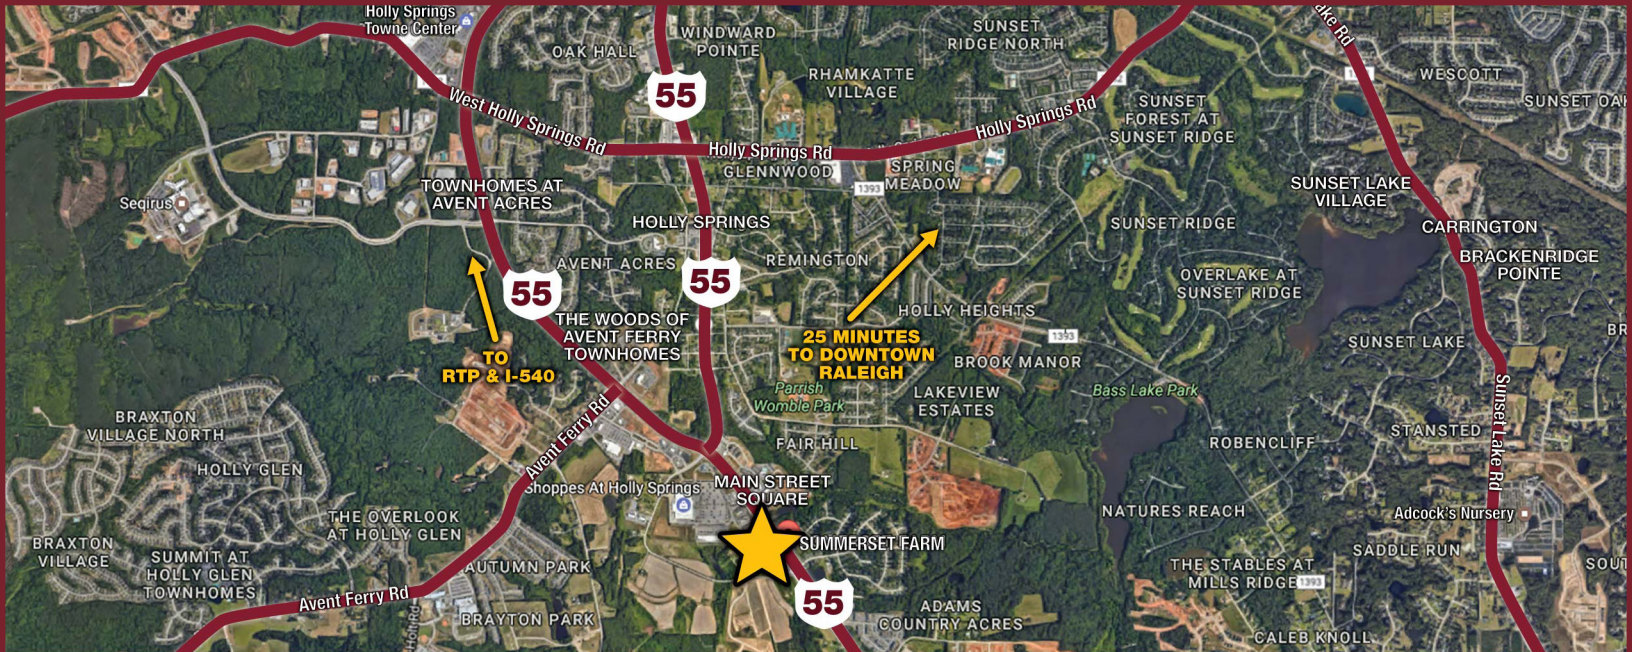 Holly Springs
Towne Center
OAK HALL
WINDWARD
POINTE
SUNSET
RIDGE NORTH
RHAMKATTE
VILLAGE
ake Rd
WESCOTT
SUNSET OAK
55
SUNSET
FOREST AT
SUNSET RIDGE
West Holly Springs Rd
Holly Springs Rd
Holly Springs Rd
GLENNWOOD
SPRING
MEADOW
1393
TOWNHOMES AT
AVENT ACRES
Seqirus
HOLLY SPRINGS
SUNSET RIDGE
SUNSET LAKE
VILLAGE
CARRINGTON
BRACKENRIDGE
POINTE
AVENT ACRES
REMINGTON
55
55
OVERLAKE AT
SUNSET RIDGE
HOLLY HEIGHTS
THE WOODS OF
AVENT FERRY
TOWNHOMES
25 MINUTES
TO DOWNTOWN
RALEIGH
1393
BR
SUNSET LAKE
TO
RTP & I-540
BROOK MANOR
Parrish
Womble Park
LAKEVIEW
ESTATES
Bass Lake Park
Avent Ferry Rd
Sunset Lake Rd
BRAXTON
VILLAGE NORTH
FAIR HILL
ROBENCLIFF
STANSTED
HOLLY GLEN
Shoppes At Holly Springs
MAIN STREET
SQUARE
NATURES REACH
Adcock's Nursery
THE OVERLOOK
AT HOLLY GLEN
SUMMERSET FARM
BRAXTON
VILLAGE
SUMMIT AT
HOLLY GLEN
TOWNHOMES
AUTUMN PARK
SADDLE RUN
THE STABLES AT
MILLS RIDGE
1393
SOUT
Avent Ferry Rd
Holt Rd
BRAYTON PARK
55
ADAMS
COUNTRY ACRES
CALEB KNOLL